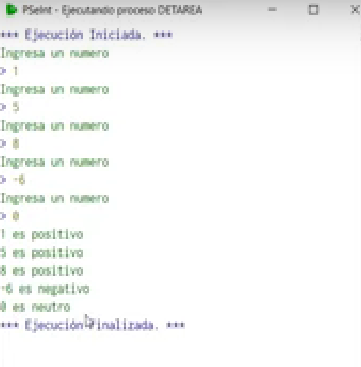 PSeInt - Ejecutando proceso DETAREA
*** Ejecución Iniciada. ***
Ingresa un numero
> 1
Ingresa un numero
> 5
Ingresa un numero
> 8
Ingresa un numero
> -6
Ingresa un numero
> 0
1 es positivo
5 es positivo
8 es positivo
-6 es negativo
0 es neutro
*** Ejecución Finalizada. ***